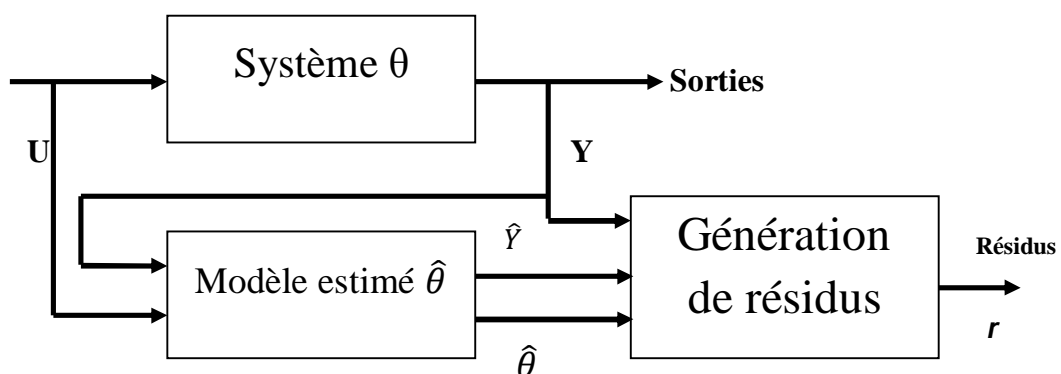 Système θ
Sorties
U
Y
Ŷ
Modèle estimé θ̂
θ̂
Génération
de résidus
Résidus
r